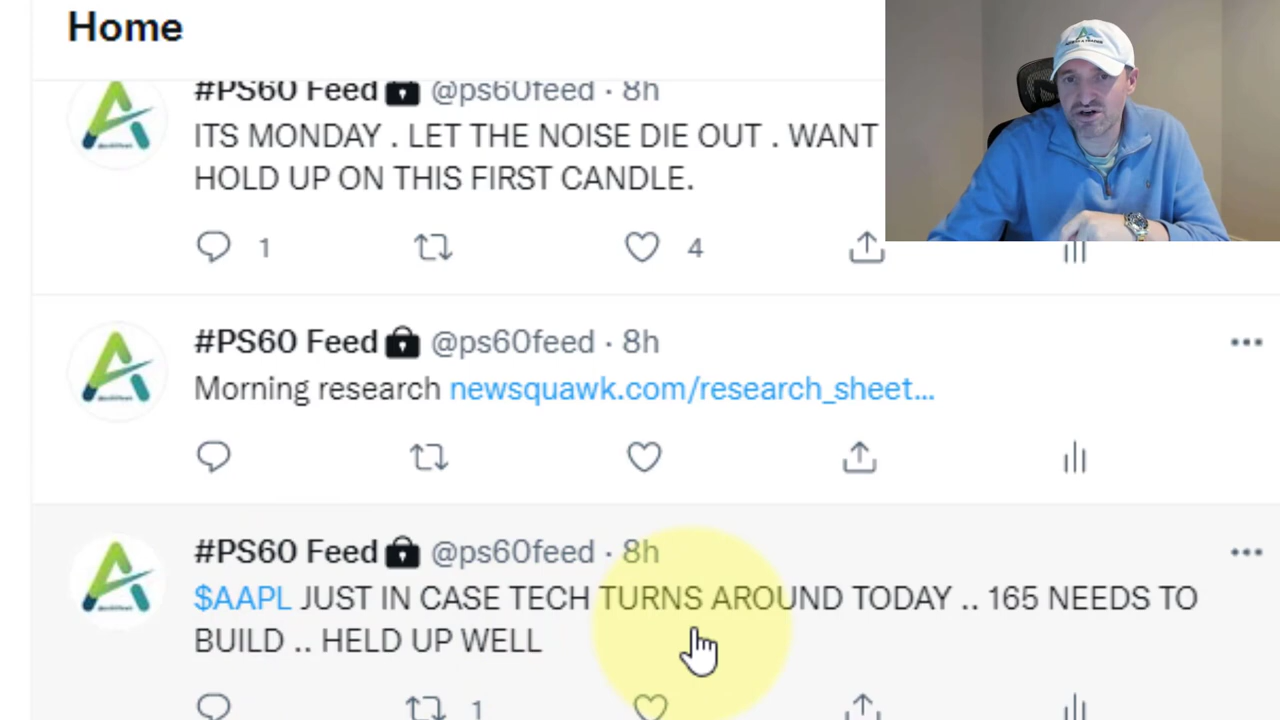 Home
#PS60 Feed @ps60feed · 8h
ITS MONDAY . LET THE NOISE DIE OUT . WANT
HOLD UP ON THIS FIRST CANDLE.
1 4
#PS60 Feed @ps60feed · 8h
Morning research newsquawk.com/research_sheet...
#PS60 Feed @ps60feed · 8h
$AAPL JUST IN CASE TECH TURNS AROUND TODAY .. 165 NEEDS TO
BUILD .. HELD UP WELL
1